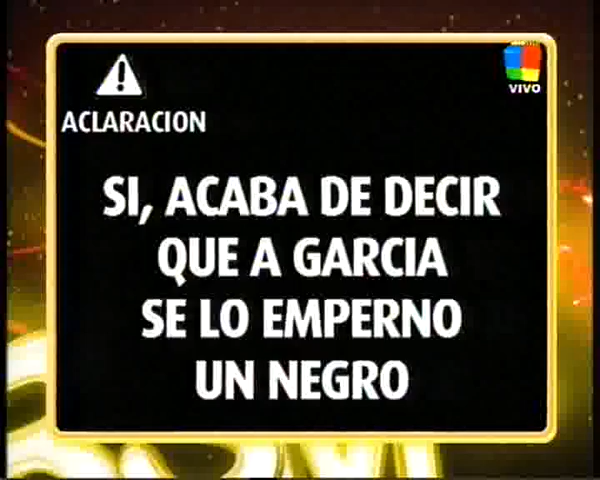 VIVO
ACLARACION
SI, ACABA DE DECIR
QUE A GARCIA
SE LO EMPERNO
UN NEGRO